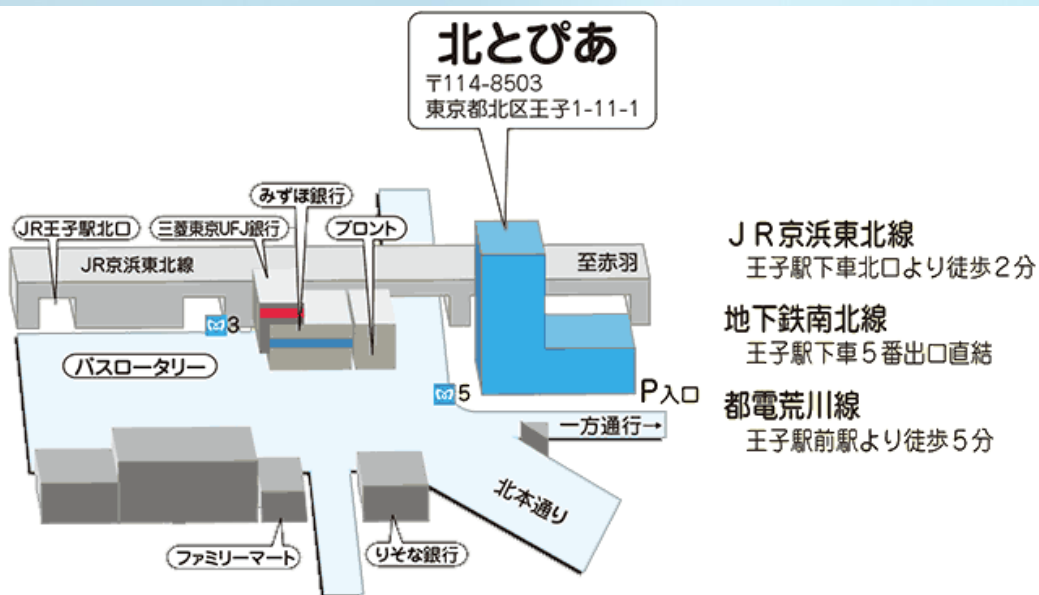 北とぴあ
〒114-8503
東京都北区王子1-11-1
みずほ銀行
JR王子駅北口
三菱東京UFJ銀行
プロント
JR京浜東北線
至赤羽
3
バスロータリー
5
P入口
一方通行→
北本通り
ファミリーマート
りそな銀行
JR京浜東北線
王子駅下車北口より徒歩2分
地下鉄南北線
王子駅下車5番出口直結
都電荒川線
王子駅前駅より徒歩5分